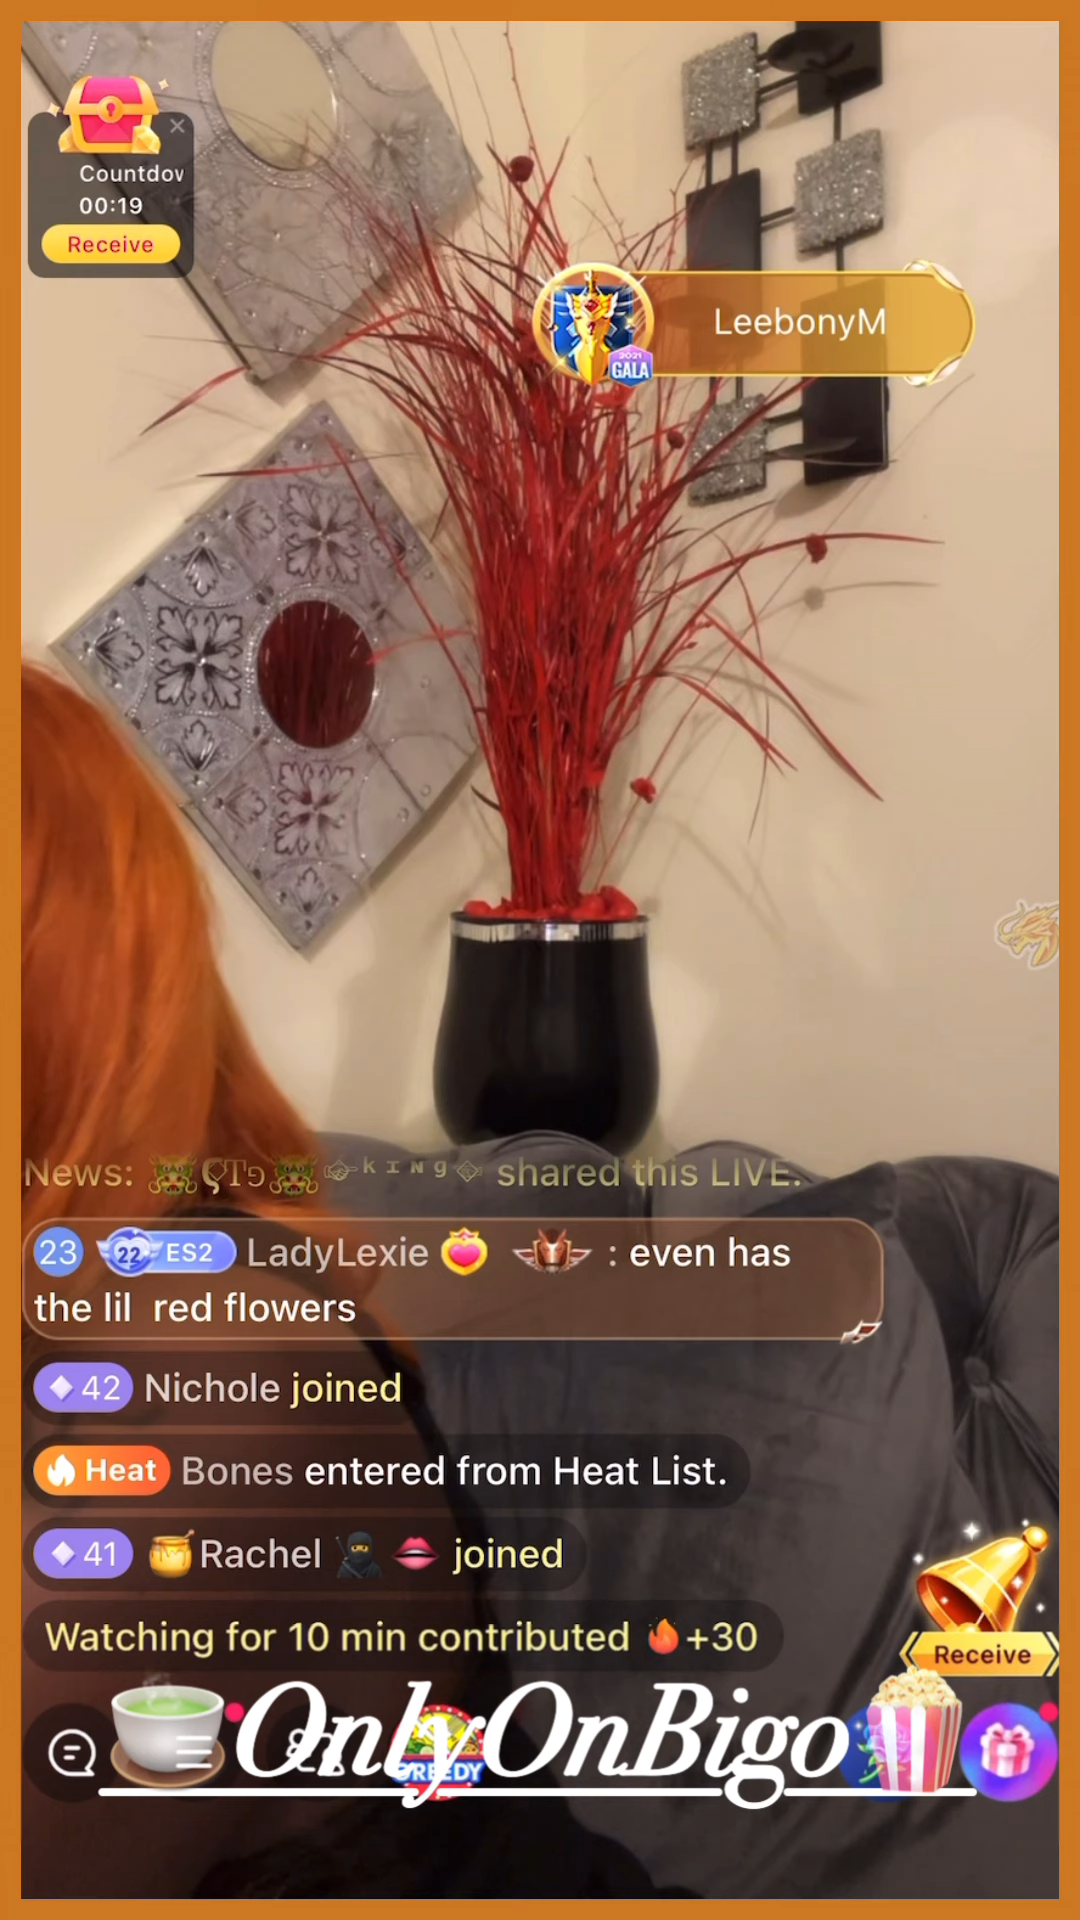 Countdov
00:19
Receive
LeebonyM
2021
GALA
shared this LIVE.
News:
23 22 ES2 LadyLexie : even has
the lil red flowers
42 Nichole joined
Heat Bones entered from Heat List.
41 Rachel joined
Watching for 10 min contributed +30
Receive
OnlyOnBigo
GREEDY